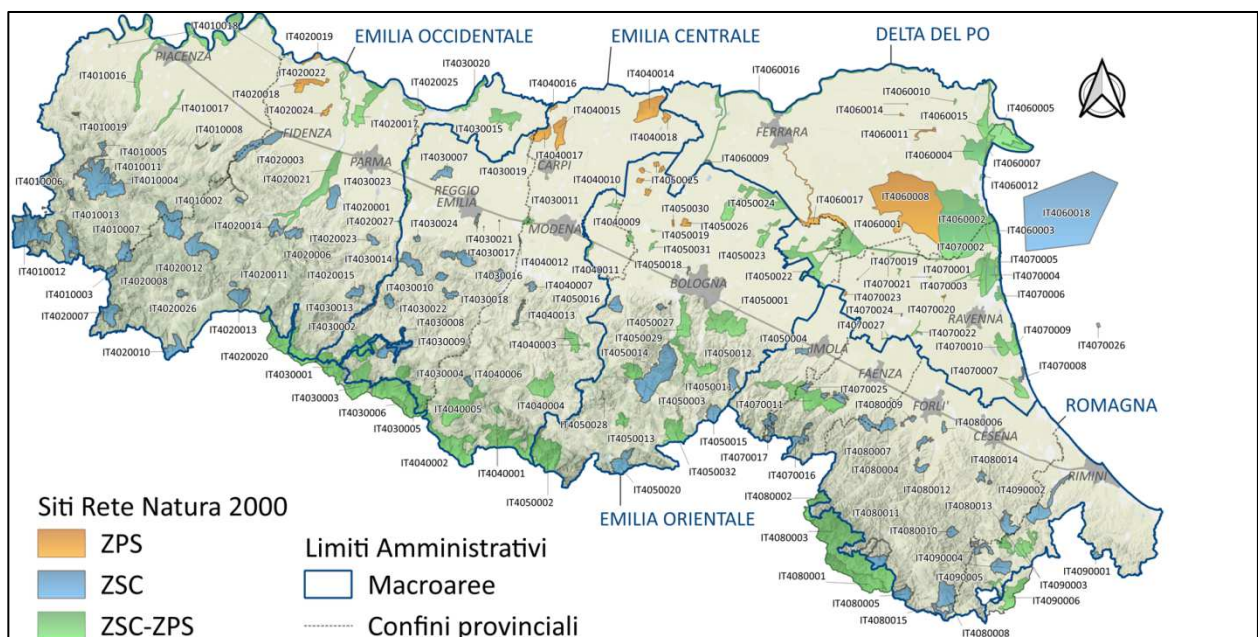 IT4010018
IT4020019
EMILIA OCCIDENTALE
IT4030020
EMILIA CENTRALE
DELTA DEL PO
PIACENZA
IT4020022
IT4020025
IT4040016
IT4040014
IT4060016
IT4010016
IT4020018
IT4040015
IT4060010
IT4060014
IT4060015
IT4060005
IT4010017
IT4020024
IT4020017
IT4030015
IT4040018
FERRARA
IT4060011
IT4010019
IT4010008
FIDENZA
IT4040017
IT4060004
IT4060007
IT4010005
IT4020003
PARMA
IT4030007
IT4030019
CARPI
IT4060009
IT4060012
IT4010006
IT4010011
IT4010004
IT4020021
IT4030023
IT4040010
IT4060025
IT4060008
IT4010002
REGGIO
EMILIA
IT4030011
IT4040009
IT4050030
IT4050024
IT4060017
IT4060018
IT4010013
IT4020001
IT4030024
MODENA
IT4050026
IT4060001
IT4060002
IT4060003
IT4010007
IT4020014
IT4020027
IT4030021
IT4050019
IT4070002
IT4010012
IT4020023
IT4030017
IT4050031
IT4050023
IT4070005
IT4020012
IT4020006
IT4030014
IT4040012
IT4040011
IT4050018
IT4050022
IT4070019
IT4070001
IT4070004
IT4010003
IT4020008
IT4020011
IT4020015
IT4030016
IT4040007
BOLOGNA
IT4070021
IT4070003
IT4070006
IT4020007
IT4020026
IT4030010
IT4030018
IT4050016
IT4050001
IT4070023
IT4020013
IT4030013
IT4030022
IT4040013
IT4070024
IT4070020
RAVENNA
IT4030002
IT4030008
IT4050027
IT4070027
IT4070022
IT4070009
IT4020010
IT4020020
IT4030009
IT4040003
IT4050029
IT4050004
IMOLA
IT4070010
IT4070026
IT4050014
IT4050012
IT4030001
IT4030004
IT4040006
FAENZA
IT4070007
IT4070008
IT4030003
IT4050011
IT4070025
IT4030006
IT4040005
IT4040004
IT4050003
IT4070011
IT4080009
FORLI'
ROMAGNA
IT4030005
IT4050028
IT4050013
IT4050015
IT4080006
CESENA
IT4040002
IT4040001
IT4070017
IT4080007
IT4080014
IT4050032
IT4070016
IT4080004
RIMINI
IT4050002
IT4050020
IT4080002
IT4080012
IT4090002
EMILIA ORIENTALE
IT4080011
IT4080013
IT4080003
IT4080010
IT4090004
IT4090001
IT4080001
IT4090005
IT4090003
IT4080005
IT4090006
IT4080015
IT4080008
Siti Rete Natura 2000
ZPS
ZSC
ZSC-ZPS
Limiti Amministrativi
Macroaree
Confini provinciali